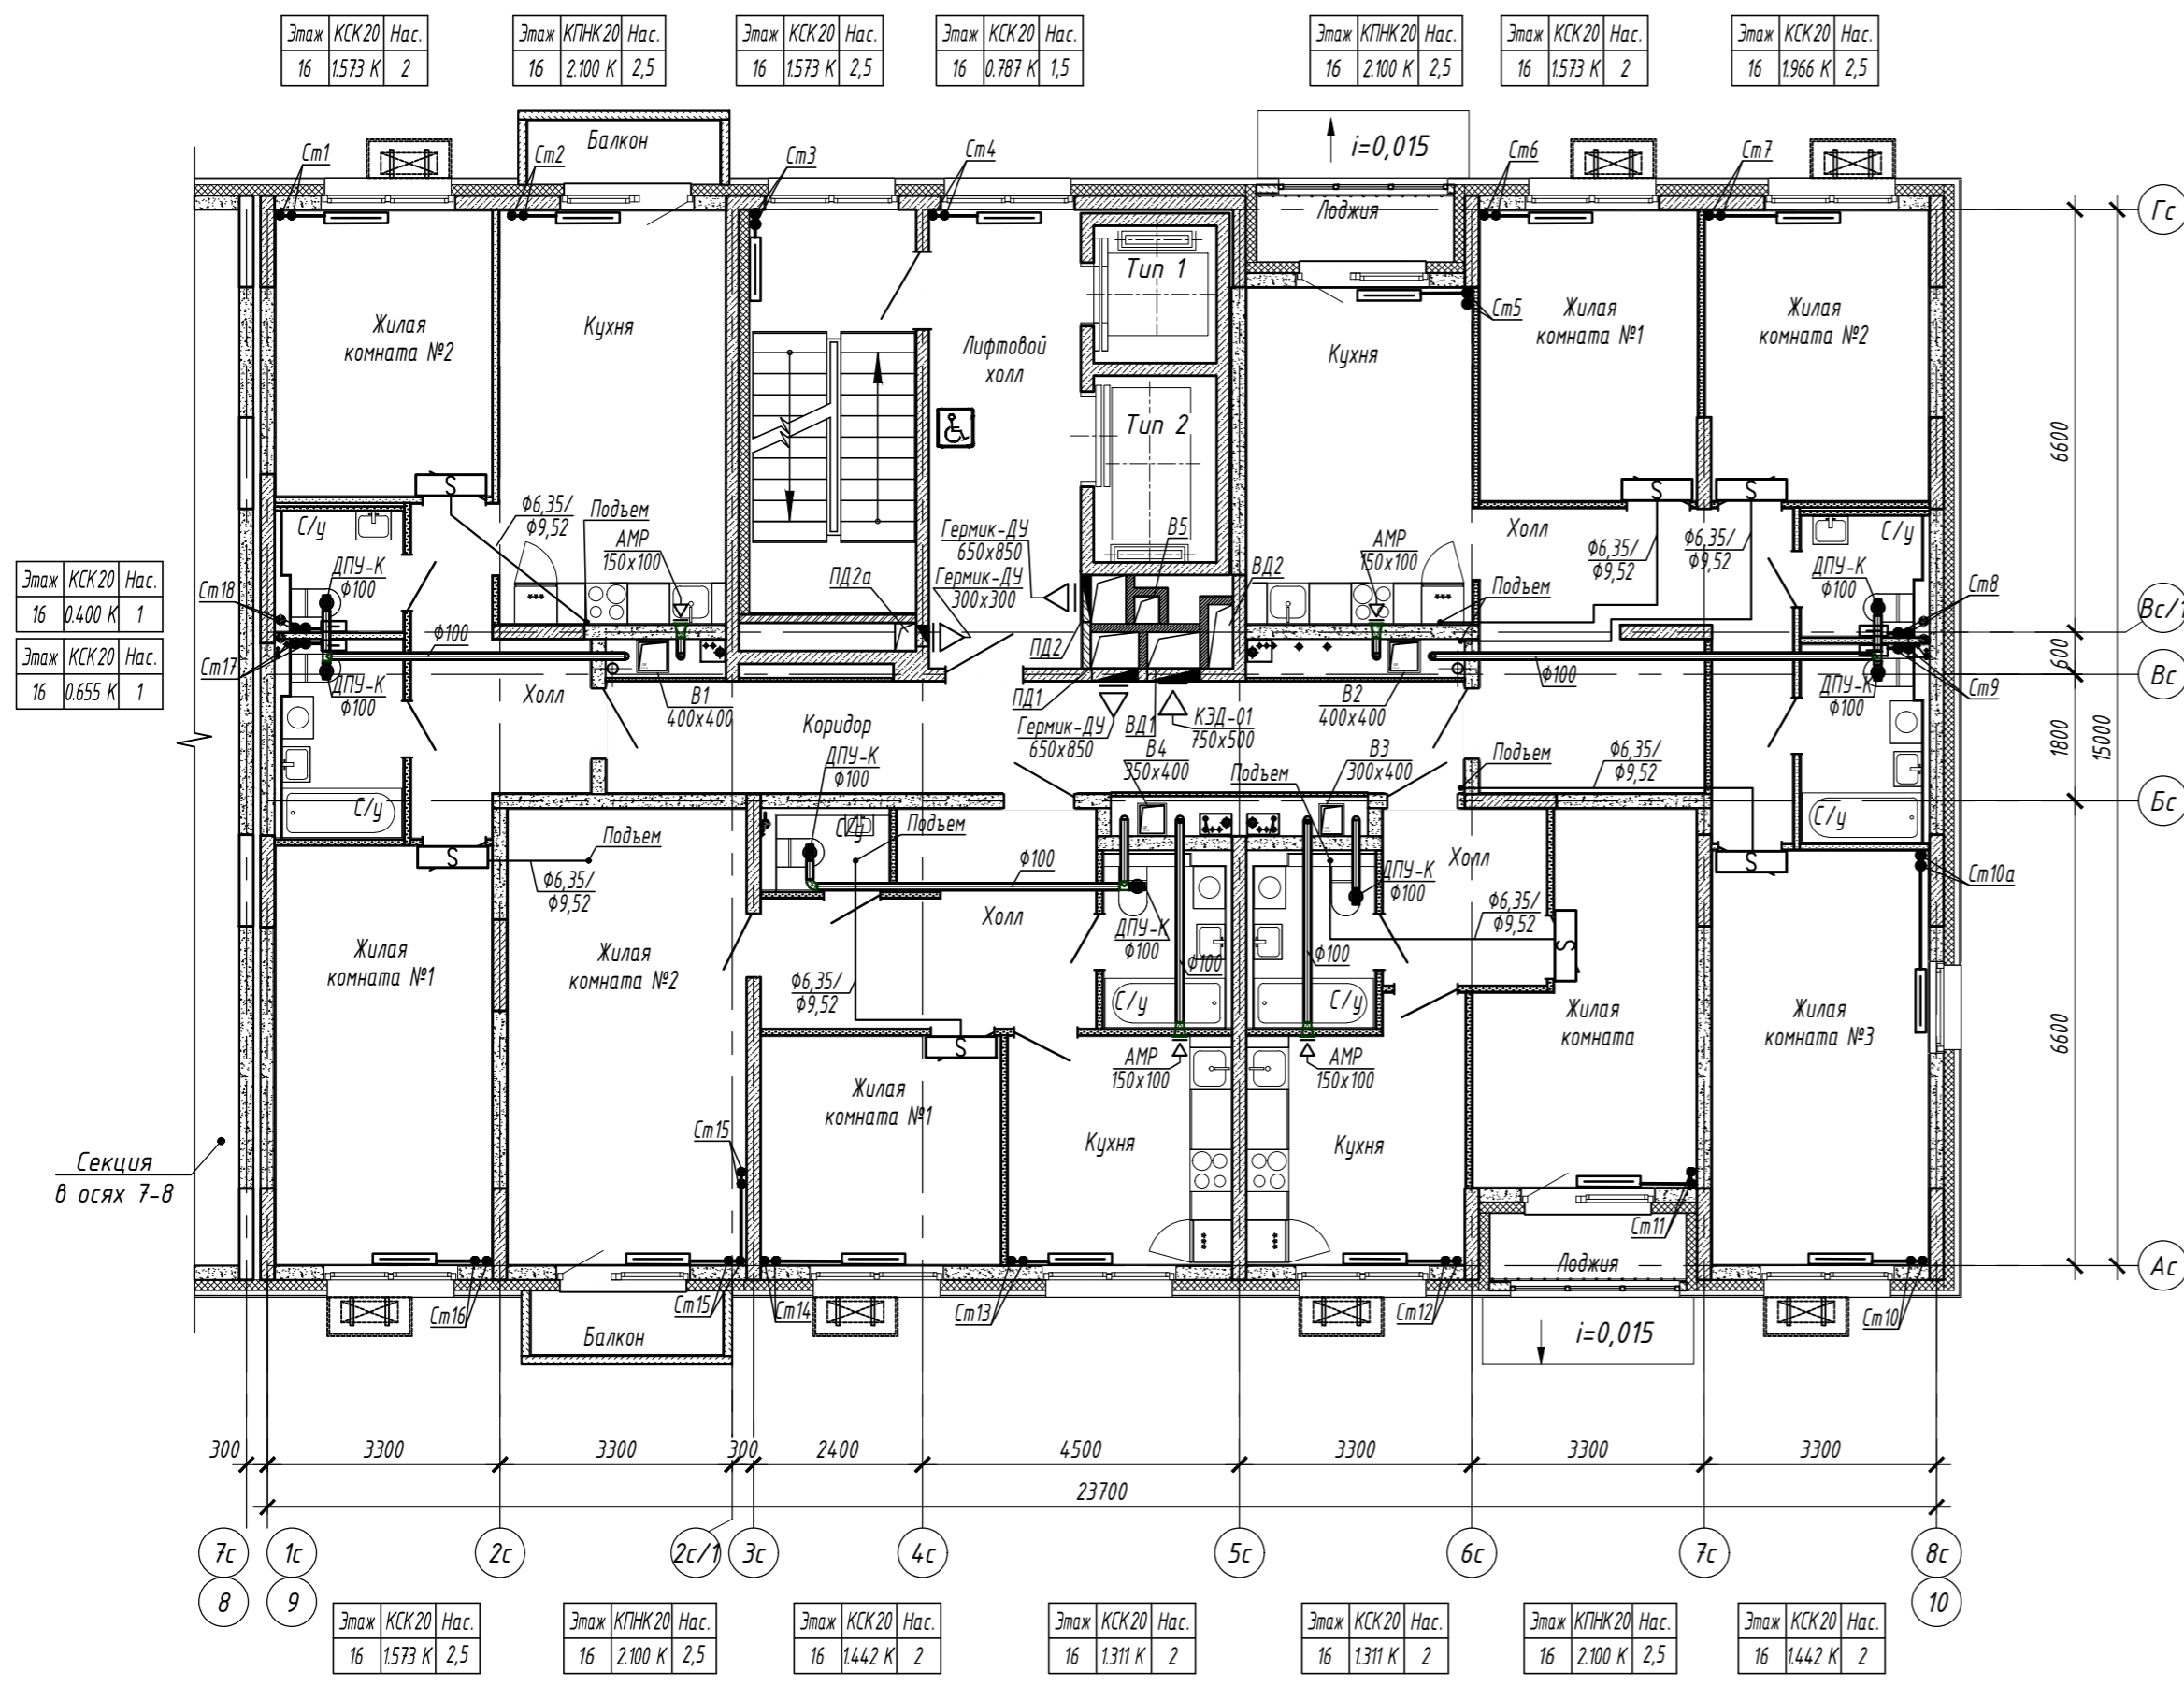 Этаж КСК20 Нас.
16 1.573 К 2
Этаж КПНК20 Нас.
16 2.100 К 2,5
Этаж КСК20 Нас.
16 1.573 К 2,5
Этаж КСК20 Нас.
16 0.787 К 1,5
Этаж КПНК20 Нас.
16 2.100 К 2,5
Этаж КСК20 Нас.
16 1.573 К 2
Этаж КСК20 Нас.
16 1.966 К 2,5
Ст1
Ст2
Балкон
Ст3
Ст4
i=0,015
Ст6
Ст7
Лоджия
Гс
Жилая
комната №2
Кухня
Лифтовой
холл
Тип 1
Тип 2
Кухня
Ст5
Жилая
комната №1
Жилая
комната №2
6600
S
S
S
С/у
ф6,35/
ф9,52
Подъем
АМР
150х100
Гермик-ДУ
650х850
Гермик-ДУ
300х300
В5
ВД2
АМР
150х100
Холл
ф6,35/
ф9,52
ф6,35/
ф9,52
С/у
Этаж КСК20 Нас.
16 0.400 К 1
Этаж КСК20 Нас.
16 0.655 К 1
Ст18
ДПУ-К
ф100
ПД2а
Подъем
ДПУ-К
ф100
Ст8
Вс/1
Ст17
ф100
ДПУ-К
ф100
Холл
В1
400х400
Коридор
ПД2
ПД1
Гермик-ДУ
650х850
ВД1
КЭД-01
750х500
В2
400х400
ф100
ДПУ-К
ф100
Ст9
600
Вс
1800
15000
С/у
ДПУ-К
ф100
В4
350х400
Подъем
В3
300х400
Подъем
ф6,35/
ф9,52
С/у
Бс
S
Подъем
ф6,35/
ф9,52
С/у
Подъем
ф100
Холл
ДПУ-К
ф100
Холл
ДПУ-К
ф100
S
Ст10а
Жилая
комната №1
Жилая
комната №2
ф6,35/
ф9,52
ф100
ф100
ф6,35/
ф9,52
S
С/у
С/у
Жилая
комната
Жилая
комната №3
6600
S
Жилая
комната №1
АМР
150х100
АМР
150х100
Кухня
Кухня
Ст15
Секция
в осях 7-8
Ст11
Лоджия
Ас
Ст16
Балкон
Ст15
Ст14
Ст13
Ст12
i=0,015
Ст10
300 3300 3300 300 2400 4500 3300 3300 3300
23700
7с 1с 2с 2с/1 3с 4с 5с 6с 7с 8с
8 9 10
Этаж КСК20 Нас.
16 1.573 К 2,5
Этаж КПНК20 Нас.
16 2.100 К 2,5
Этаж КСК20 Нас.
16 1.442 К 2
Этаж КСК20 Нас.
16 1.311 К 2
Этаж КСК20 Нас.
16 1.311 К 2
Этаж КПНК20 Нас.
16 2.100 К 2,5
Этаж КСК20 Нас.
16 1.442 К 2